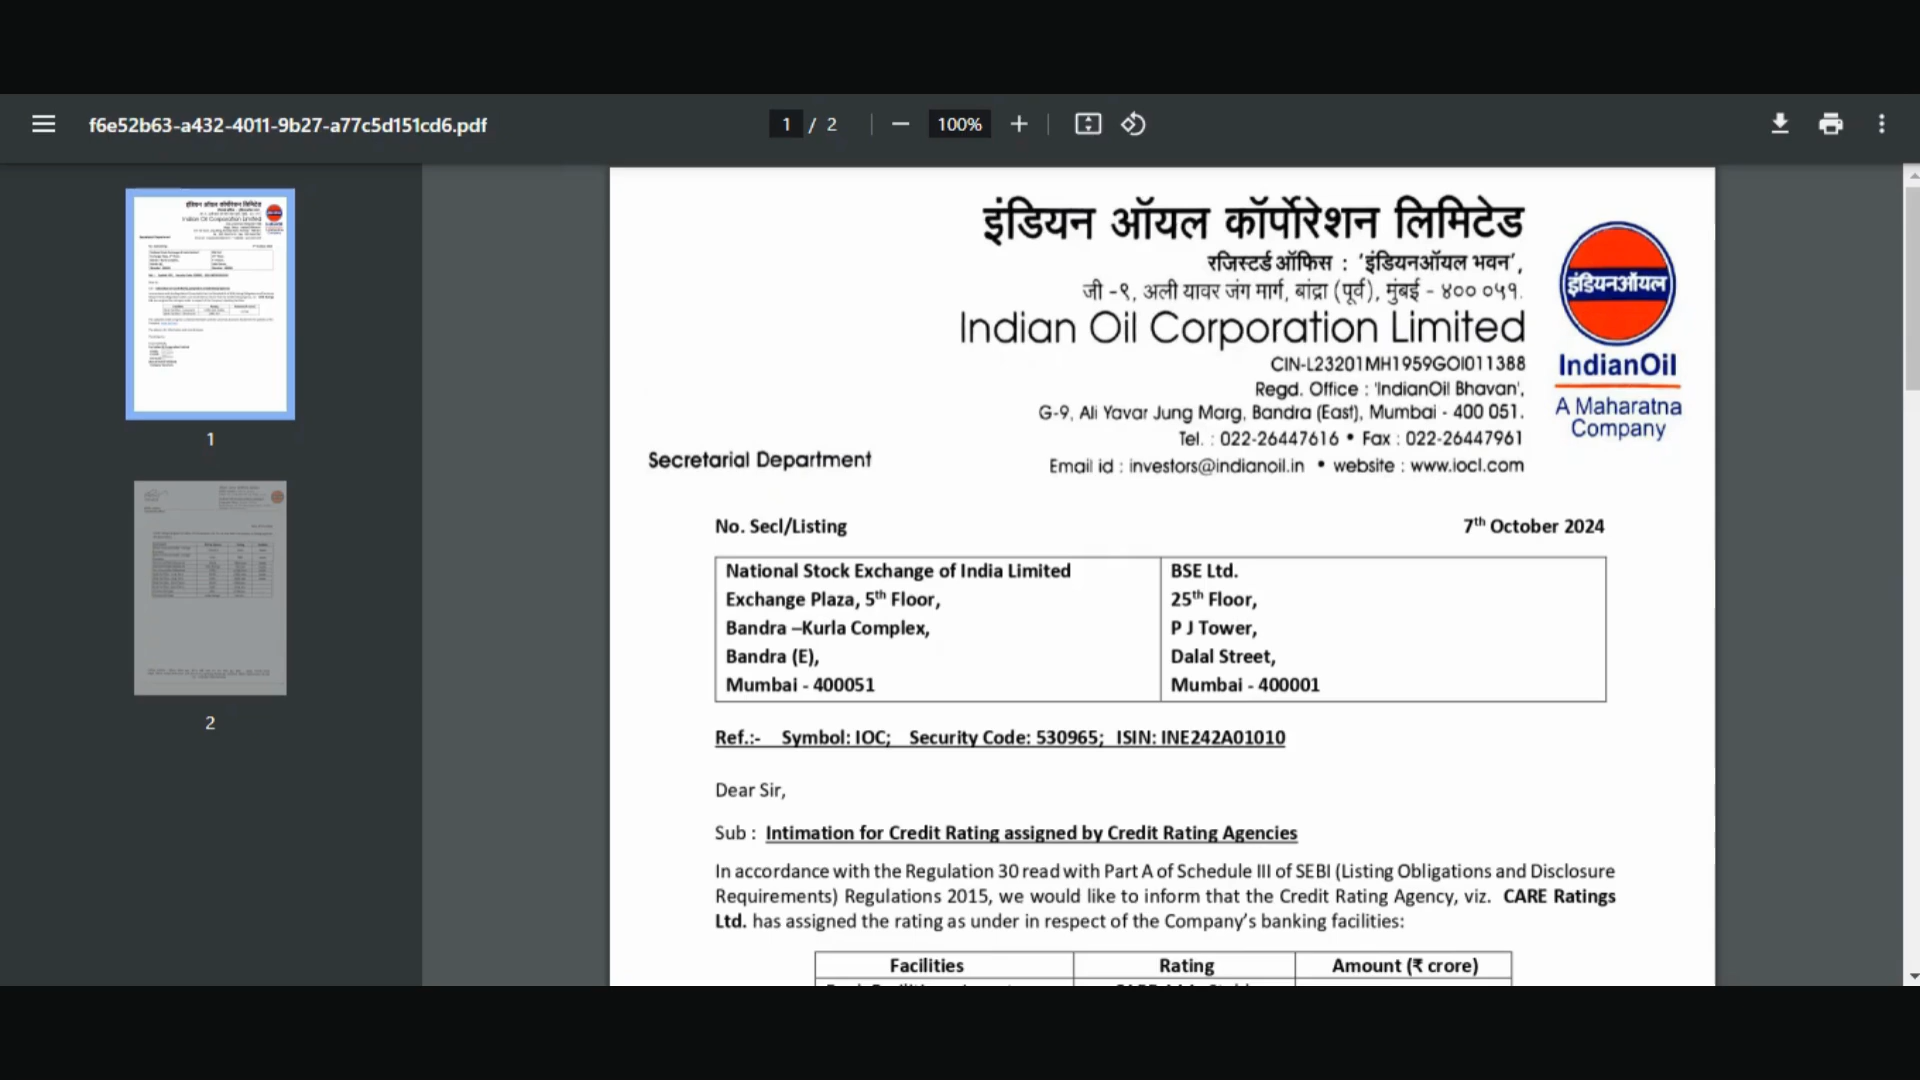 f6e52b63-a432-4011-9b27-a77c5d151cd6.pdf
1 / 2
100%
1
2
इंडियन ऑयल कॉर्पोरेशन लिमिटेड
रजिस्टर्ड ऑफिस : 'इंडियनऑयल भवन',
जी -९, अली यावर जंग मार्ग, बांद्रा (पूर्व), मुंबई - ४०० ०५१.
Indian Oil Corporation Limited
CIN-L23201MH1959GOI011388
Regd. Office : 'IndianOil Bhavan',
G-9, Ali Yavar Jung Marg, Bandra (East), Mumbai - 400 051.
Tel. : 022-26447616 • Fax : 022-26447961
Email id : investors@indianoil.in • website : www.iocl.com
इंडियनऑयल
IndianOil
A Maharatna
Company
Secretarial Department
No. Secl/Listing
7th October 2024
National Stock Exchange of India Limited
Exchange Plaza, 5th Floor,
Bandra –Kurla Complex,
Bandra (E),
Mumbai - 400051
BSE Ltd.
25th Floor,
P J Tower,
Dalal Street,
Mumbai - 400001
Ref.:- Symbol: IOC; Security Code: 530965; ISIN: INE242A01010
Dear Sir,
Sub : Intimation for Credit Rating assigned by Credit Rating Agencies
In accordance with the Regulation 30 read with Part A of Schedule III of SEBI (Listing Obligations and Disclosure
Requirements) Regulations 2015, we would like to inform that the Credit Rating Agency, viz. CARE Ratings
Ltd. has assigned the rating as under in respect of the Company's banking facilities:
Facilities Rating Amount (₹ crore)